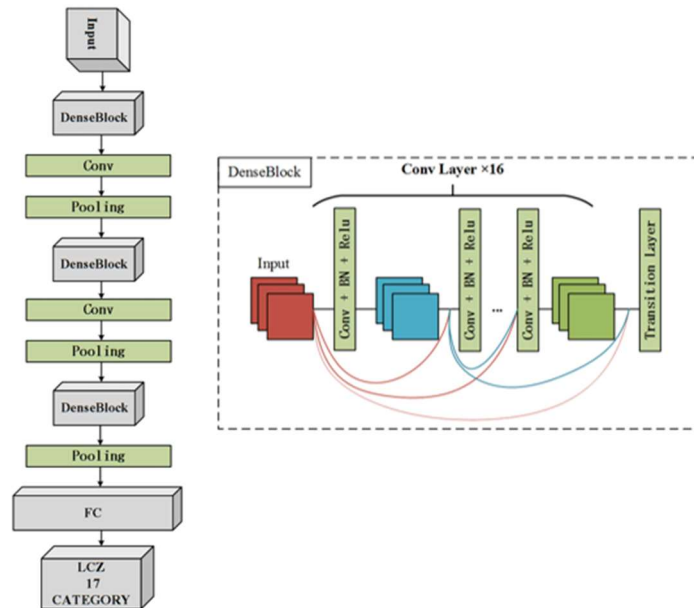 Input
DenseBlock
Conv
Pooling
DenseBlock
Conv
Pooling
DenseBlock
Pooling
FC
LCZ
17
CATEGORY
DenseBlock
Conv Layer ×16
Input
Conv + BN + Relu
Conv + BN + Relu
...
Conv + BN + Relu
Transition Layer